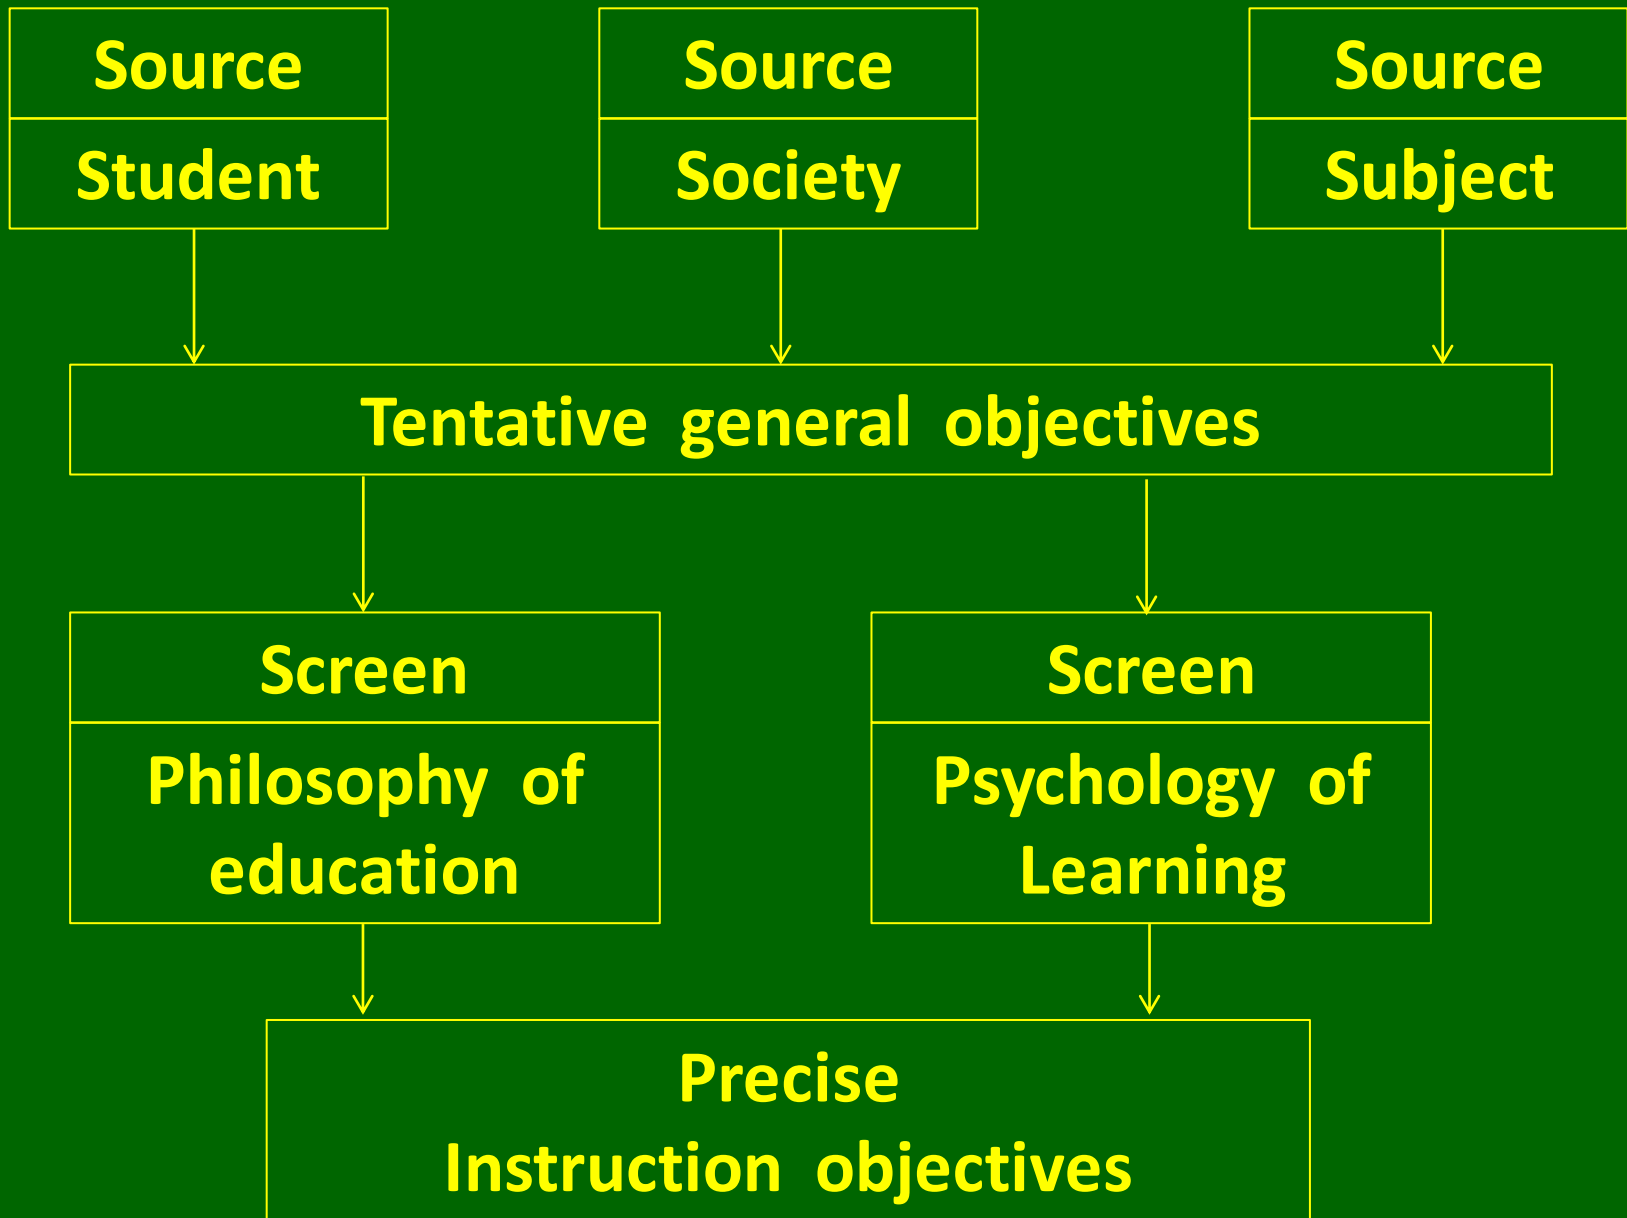 Source
Student
Source
Society
Source
Subject
Tentative general objectives
Screen
Philosophy of
education
Screen
Psychology of
Learning
Precise
Instruction objectives